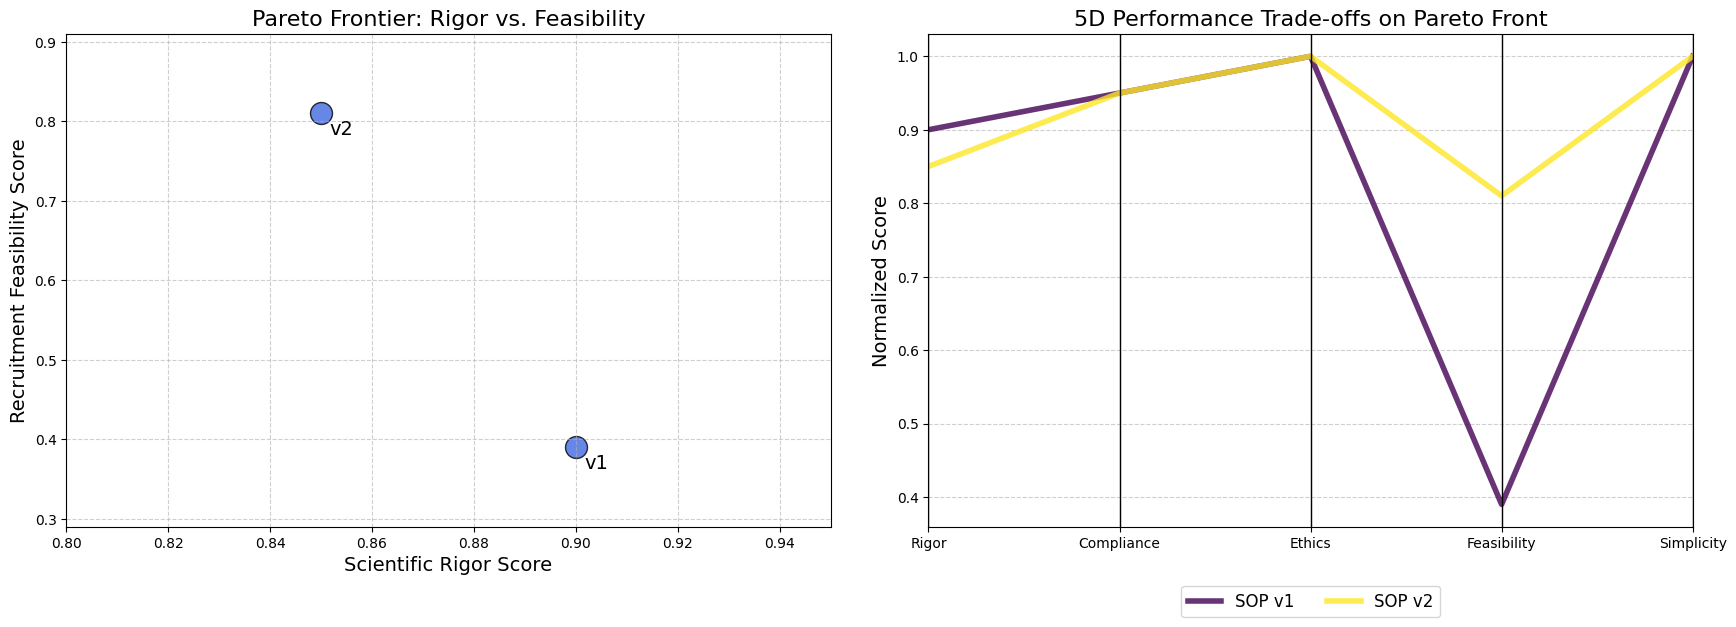 Pareto Frontier: Rigor vs. Feasibility
Recruitment Feasibility Score
0.9
0.8
0.7
0.6
0.5
0.4
0.3
v2
v1
0.80 0.82 0.84 0.86 0.88 0.90 0.92 0.94
Scientific Rigor Score
5D Performance Trade-offs on Pareto Front
Normalized Score
1.0
0.9
0.8
0.7
0.6
0.5
0.4
Rigor Compliance Ethics Feasibility Simplicity
SOP v1 SOP v2